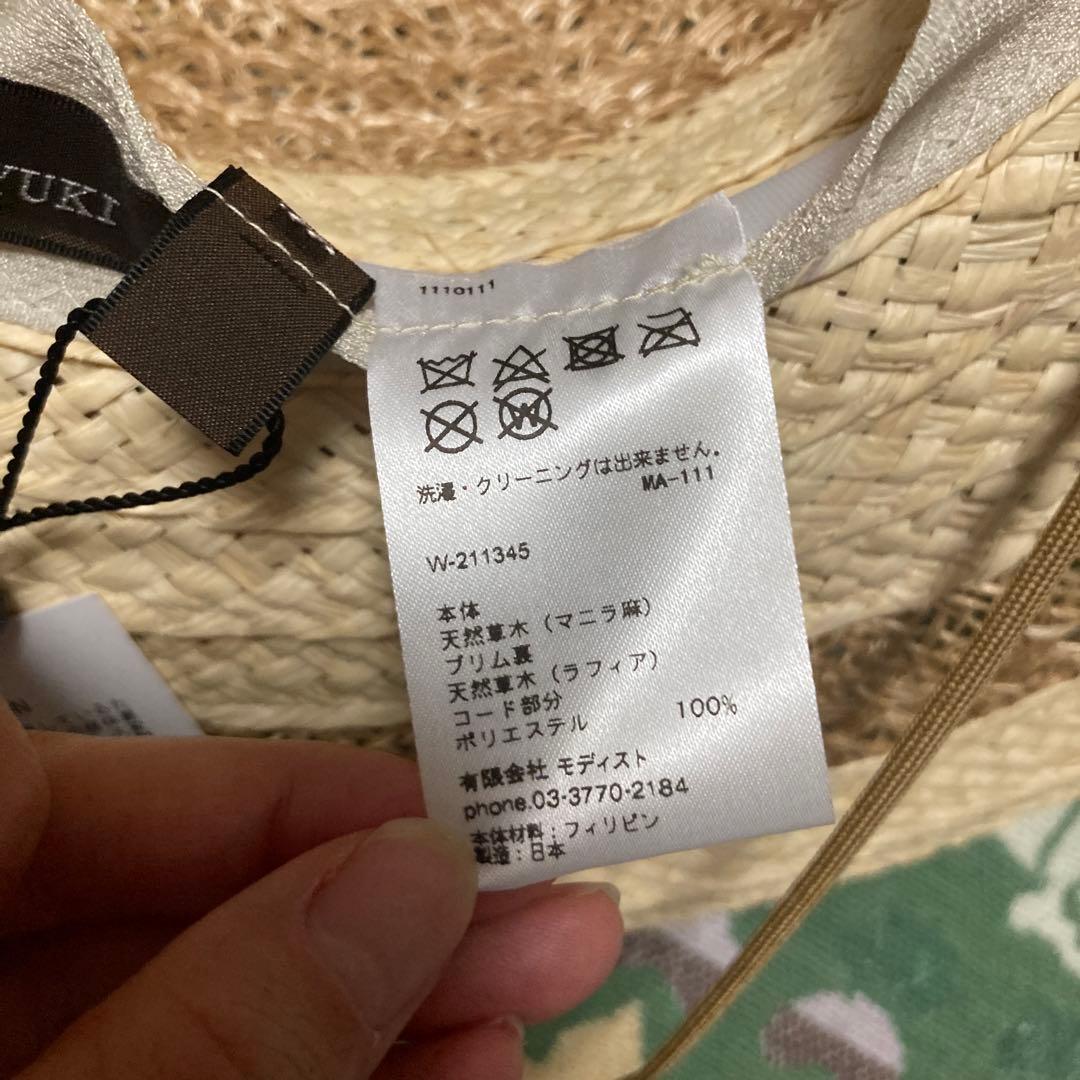 YUKI
1110111
洗濯・クリーニングは出来ません。
MA-111
W-211345
本体
天然草木(マニラ麻)
ブリム裏
天然草木(ラフィア)
コード部分
ポリエステル 100%
有限会社 モディスト
phone.03-3770-2184
本体材料:フィリピン
製造:日本